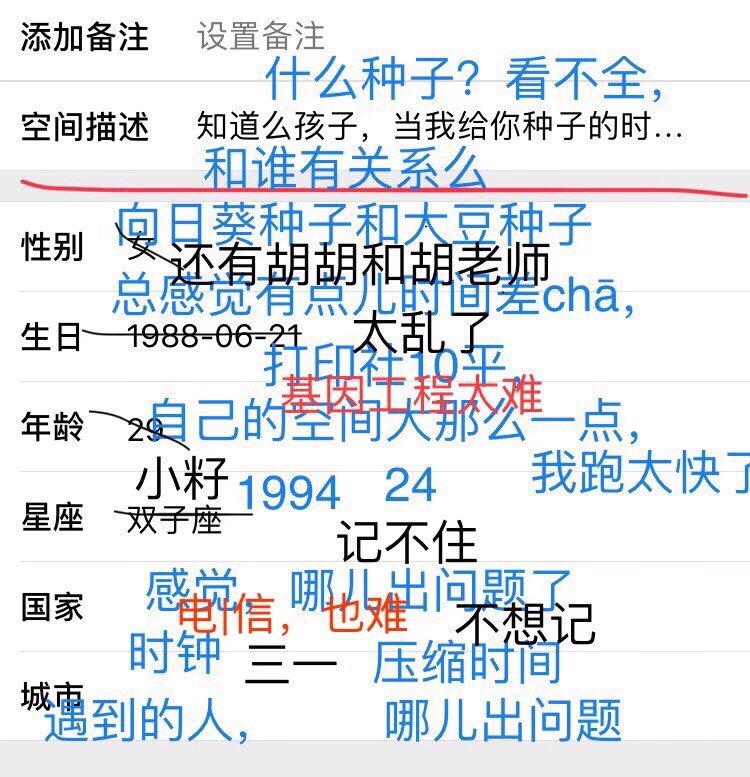 添加备注 设置备注
什么种子？看不全，
空间描述 知道么孩子，当我给你种子的时...
和谁有关系么
向日葵种子和大豆种子
性别 女
还有胡胡和胡老师
总感觉有点儿时间差chā，
生日 1988-06-21 太乱了
打印社10平，
基因工程太难
年龄 29
自己的空间大那么一点，
小籽 1994 24 我跑太快了
星座 双子座
记不住
感觉，哪儿出问题了
国家
电信，也难 不想记
时钟 三一 压缩时间
城市
遇到的人， 哪儿出问题